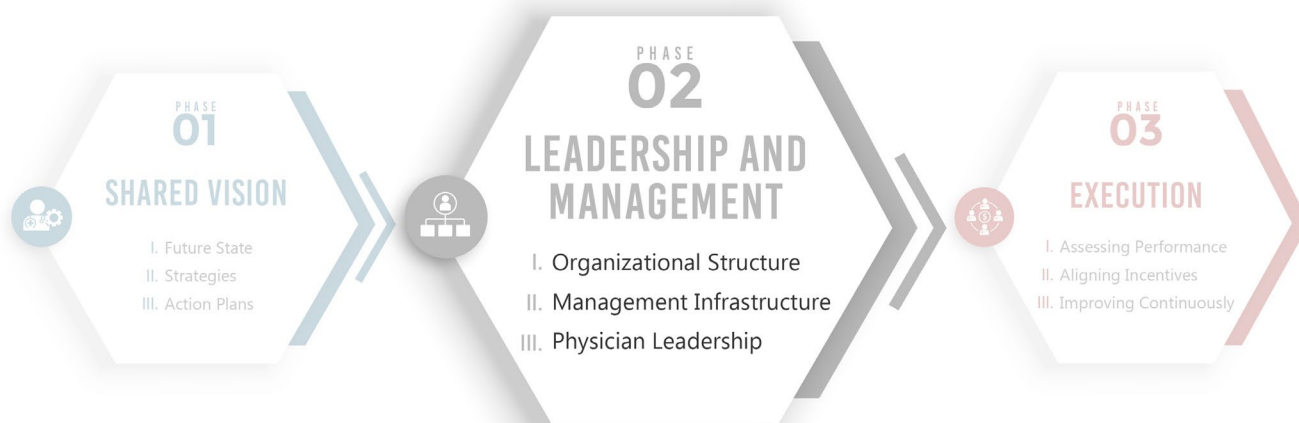 PHASE
01
SHARED VISION
I. Future State
II. Strategies
III. Action Plans
PHASE
02
LEADERSHIP AND
MANAGEMENT
I. Organizational Structure
II. Management Infrastructure
III. Physician Leadership
PHASE
03
EXECUTION
I. Assessing Performance
II. Aligning Incentives
III. Improving Continuously
$